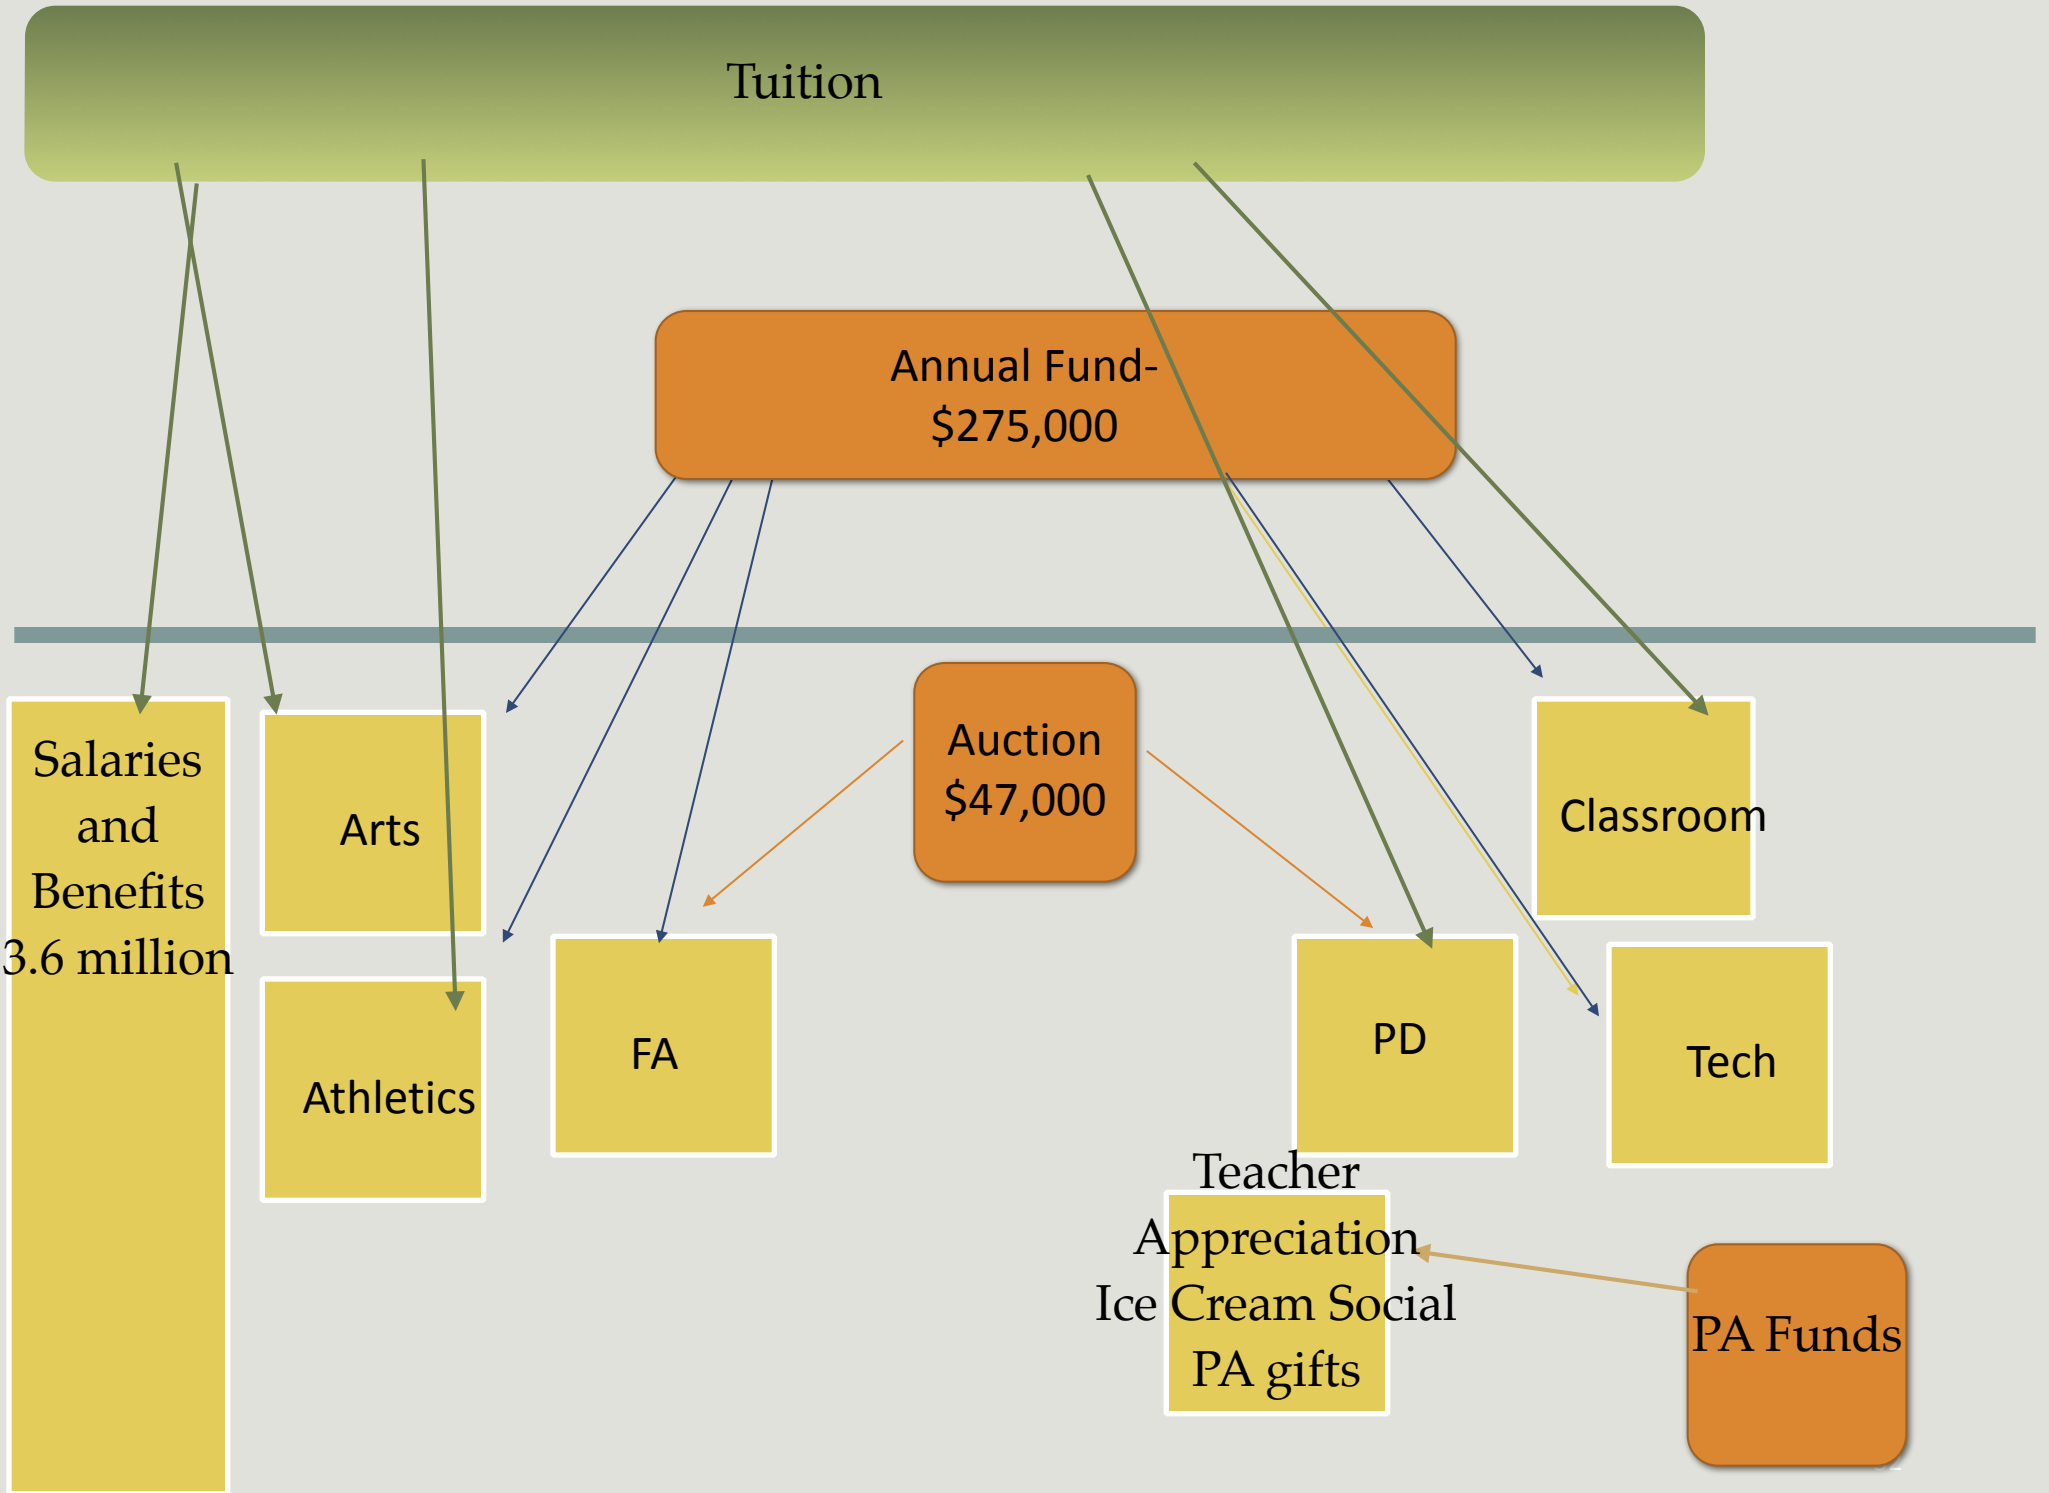 Tuition
Annual Fund-
$275,000
Salaries
and
Benefits
3.6 million
Arts
Athletics
FA
Auction
$47,000
Classroom
PD
Tech
Teacher
Appreciation
Ice Cream Social
PA gifts
PA Funds